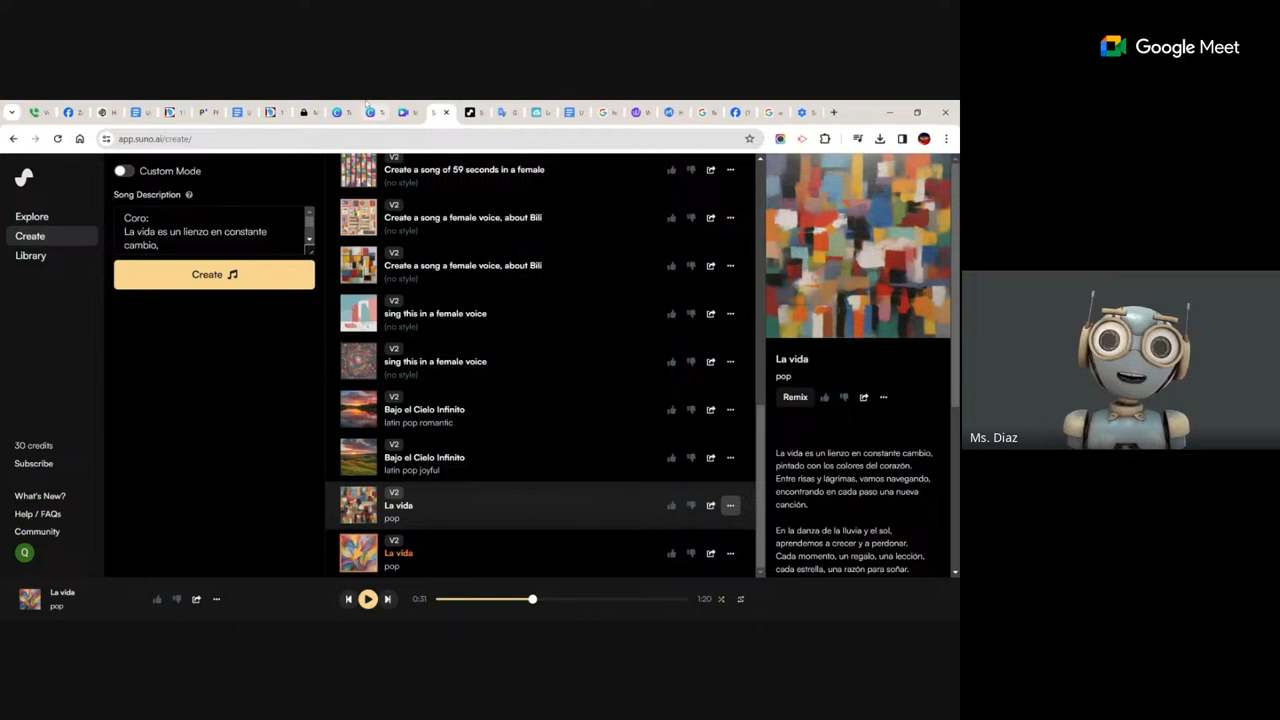 Google Meet
app.suno.ai/create/
Custom Mode
Song Description
Coro:
La vida es un lienzo en constante
cambio,
Create
Explore
Create
Library
30 credits
Subscribe
What's New?
Help / FAQs
Community
Q
V2
Create a song of 59 seconds in a female
(no style)
V2
Create a song a female voice, about Bili
(no style)
V2
Create a song a female voice, about Bili
(no style)
V2
sing this in a female voice
(no style)
V2
sing this in a female voice
(no style)
V2
Bajo el Cielo Infinito
latin pop romantic
V2
Bajo el Cielo Infinito
latin pop joyful
V2
La vida
pop
V2
La vida
pop
La vida
pop
Remix
La vida es un lienzo en constante cambio,
pintado con los colores del corazón.
Entre risas y lágrimas, vamos navegando,
encontrando en cada paso una nueva
canción.
En la danza de la lluvia y el sol,
aprendemos a crecer y a perdonar.
Cada momento, un regalo, una lección,
cada estrella, una razón para soñar.
La vida
pop
0:31
1:20
Ms. Diaz